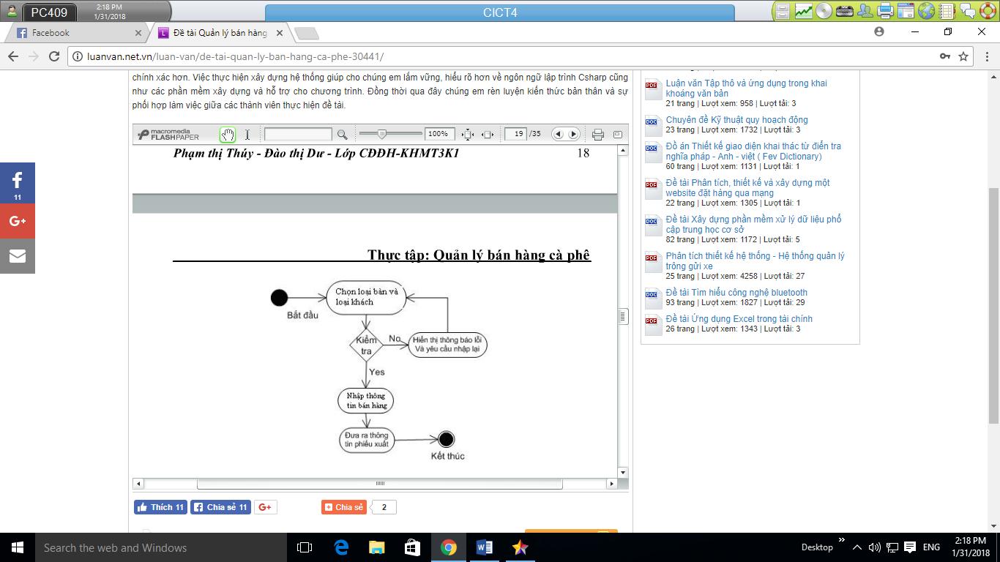 PC409
2:18 PM
1/31/2018
CICT4
Facebook
Đề tài Quản lý bán hàng
luanvan.net.vn/luan-van/de-tai-quan-ly-ban-hang-ca-phe-30441/
chính xác hơn. Việc thực hiện xây dựng hệ thống giúp cho chúng em lắm vững, hiểu rõ hơn về ngôn ngữ lập trình Csharp cũng
như các phần mềm xây dựng và hỗ trợ cho chương trình. Đồng thời qua đây chúng em rèn luyện kiến thức bản thân và sự
phối hợp làm việc giữa các thành viên thực hiện đề tài.
macromedia
FLASHPAPER
100%
19 /35
Phạm thị Thúy - Đào thị Dư - Lớp CĐĐH-KHMT3K1 18
Thực tập: Quản lý bán hàng cà phê
Chọn loại bàn và
loại khách
Bắt đầu
Kiểm
tra
No
Hiển thị thông báo lỗi
Và yêu cầu nhập lại
Yes
Nhập thông
tin bán hàng
Đưa ra thông
tin phiếu xuất
Kết thúc
11
G+
Thích 11
Chia sẻ 11
G+
Chia sẻ
2
Luận văn Tập thô và ứng dụng trong khai
khoáng văn bản
21 trang | Lượt xem: 958 | Lượt tải: 3
Chuyên đề Kỹ thuật quy hoạch động
23 trang | Lượt xem: 1732 | Lượt tải: 3
Đồ án Thiết kế giao diện khai thác từ điển tra
nghĩa pháp - Anh - việt ( Fev Dictionary)
60 trang | Lượt xem: 1131 | Lượt tải: 1
Đề tài Phân tích, thiết kế và xây dựng một
website đặt hàng qua mạng
22 trang | Lượt xem: 1305 | Lượt tải: 1
Đề tài Xây dựng phần mềm xử lý dữ liệu phổ
cập trung học cơ sở
82 trang | Lượt xem: 1172 | Lượt tải: 5
Phân tích thiết kế hệ thống - Hệ thống quản lý
trông gửi xe
25 trang | Lượt xem: 4258 | Lượt tải: 27
Đề tài Tìm hiểu công nghệ bluetooth
93 trang | Lượt xem: 1827 | Lượt tải: 29
Đề tài Ứng dụng Excel trong tài chính
26 trang | Lượt xem: 1343 | Lượt tải: 3
Search the web and Windows
Desktop
ENG
2:18 PM
1/31/2018